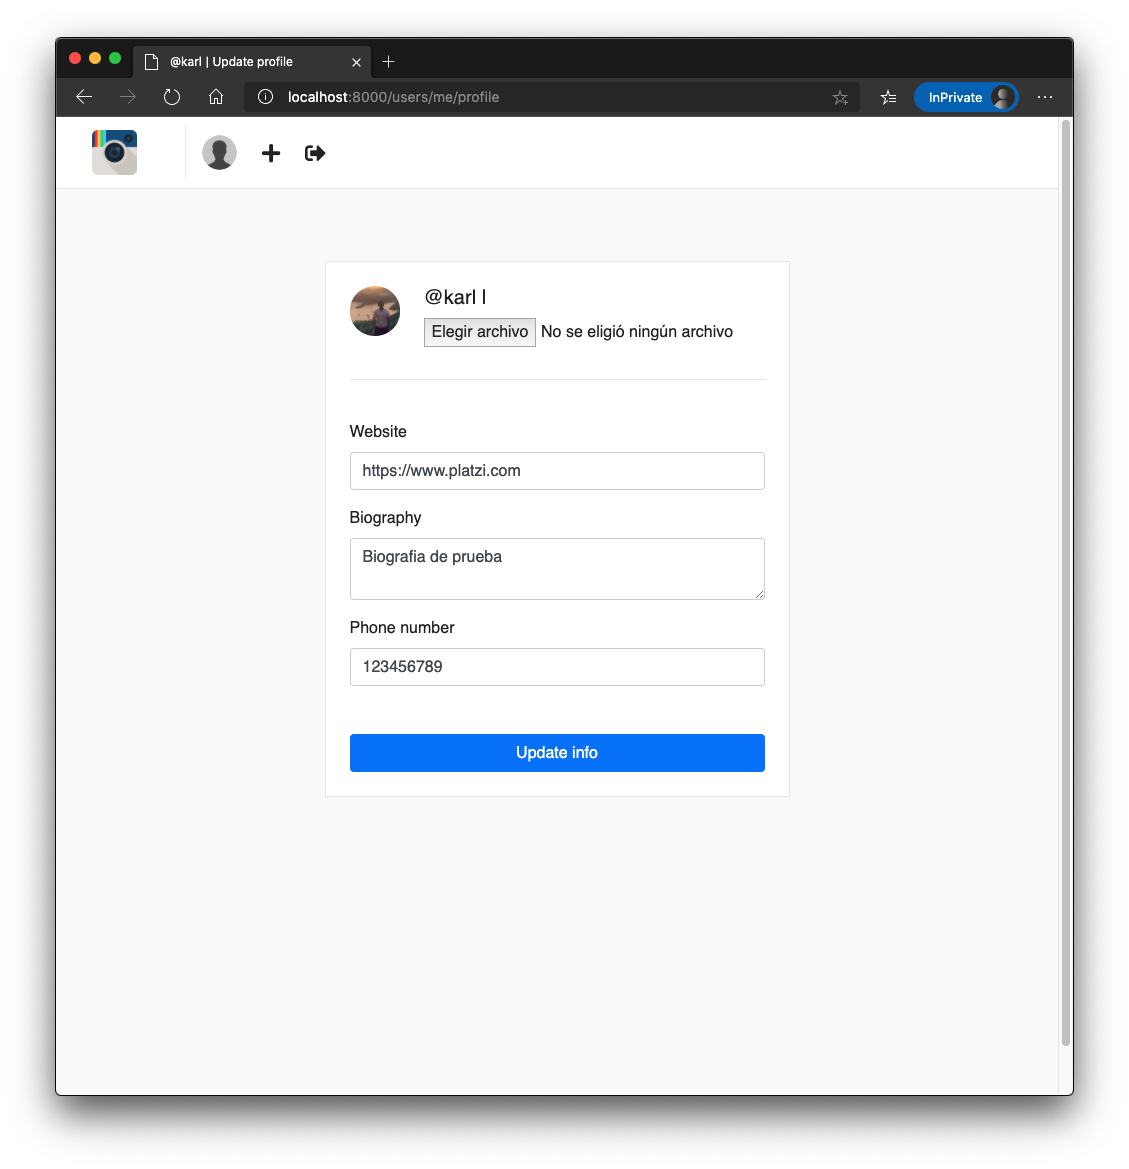 @karl | Update profile
localhost:8000/users/me/profile
InPrivate
@karl |
Elegir archivo No se eligió ningún archivo
Website
https://www.platzi.com
Biography
Biografia de prueba
Phone number
123456789
Update info